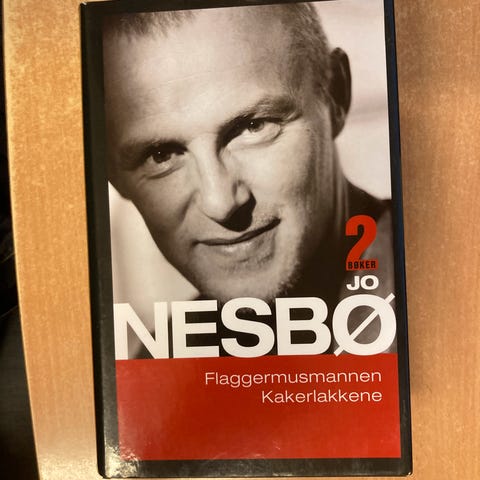 2
BØKER
JO
NESBØ
Flaggermusmannen
Kakerlakkene